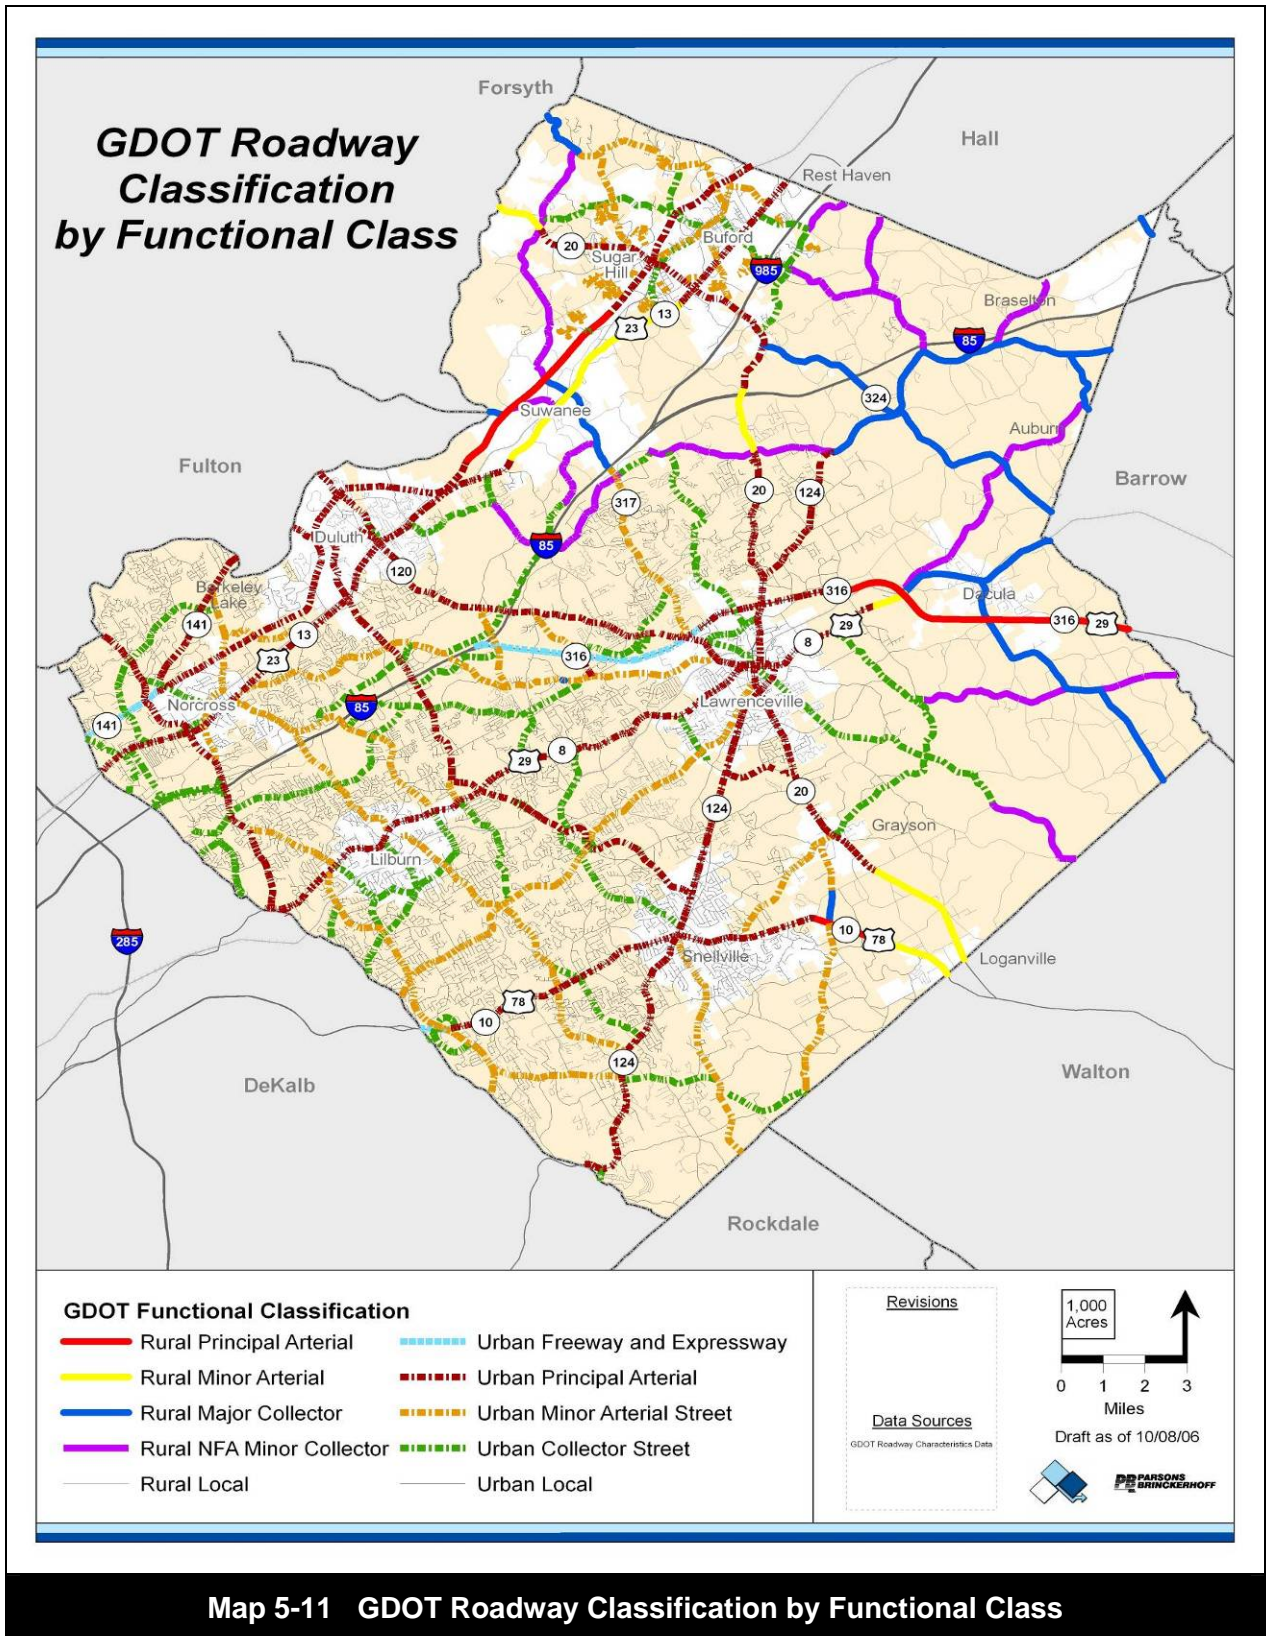 GDOT Roadway
Classification
by Functional Class
Forsyth
Hall
Rest Haven
Buford
20
Sugar
Hill
985
13
23
Braselton
85
324
Suwanee
Auburn
Fulton
Barrow
317
20
124
Duluth
85
120
Berkeley
Lake
316
Dacula
141
13
29
316
29
8
23
316
Norcross
85
Lawrenceville
141
8
29
20
124
Grayson
Lilburn
285
10
78
Snellville
Loganville
78
10
124
DeKalb
Walton
Rockdale
GDOT Functional Classification
Rural Principal Arterial
Rural Minor Arterial
Rural Major Collector
Rural NFA Minor Collector
Rural Local
Urban Freeway and Expressway
Urban Principal Arterial
Urban Minor Arterial Street
Urban Collector Street
Urban Local
Revisions
Data Sources
GDOT Roadway Characteristics Data
1,000
Acres
0 1 2 3
Miles
Draft as of 10/08/06
PB PARSONS
BRINCKERHOFF
Map 5-11 GDOT Roadway Classification by Functional Class